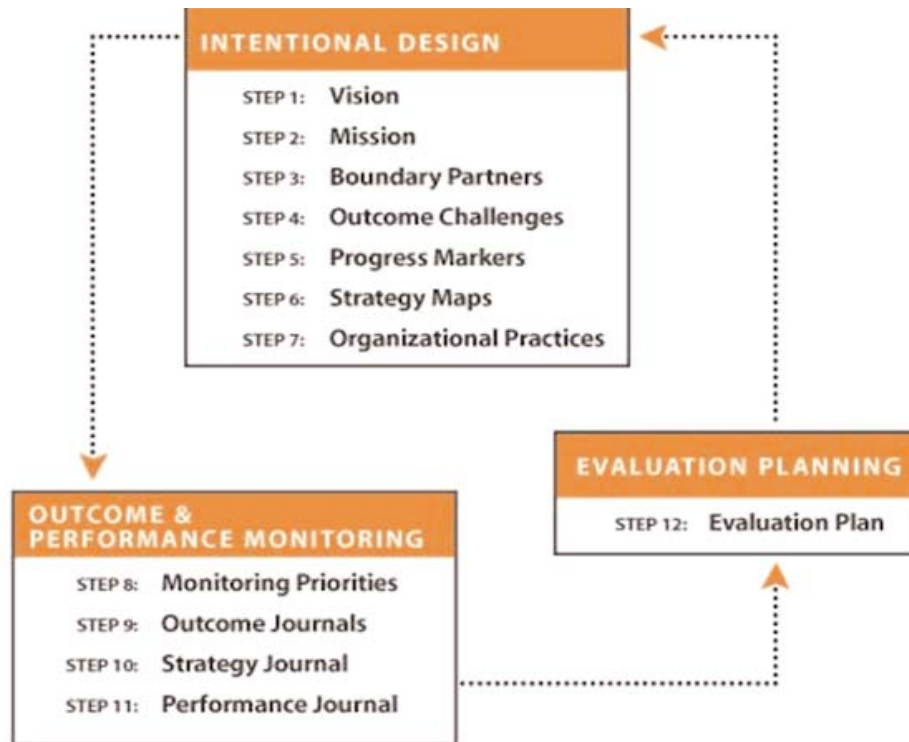 INTENTIONAL DESIGN
STEP 1: Vision
STEP 2: Mission
STEP 3: Boundary Partners
STEP 4: Outcome Challenges
STEP 5: Progress Markers
STEP 6: Strategy Maps
STEP 7: Organizational Practices
OUTCOME &
PERFORMANCE MONITORING
STEP 8: Monitoring Priorities
STEP 9: Outcome Journals
STEP 10: Strategy Journal
STEP 11: Performance Journal
EVALUATION PLANNING
STEP 12: Evaluation Plan